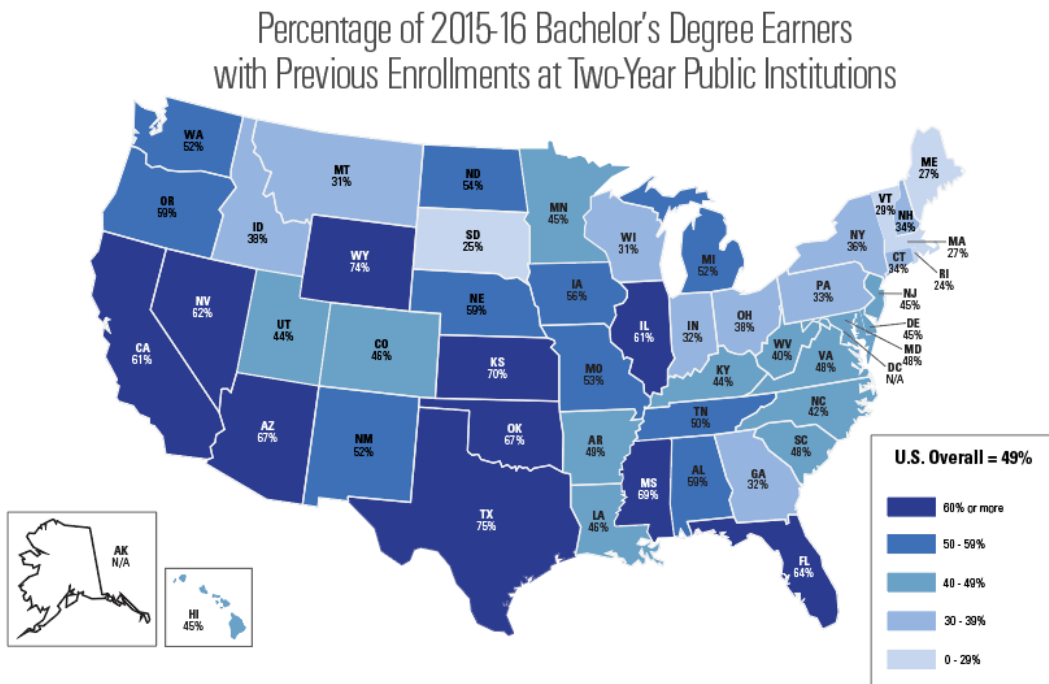 Percentage of 2015-16 Bachelor's Degree Earners
with Previous Enrollments at Two-Year Public Institutions
WA
52%
OR
59%
CA
61%
NV
62%
ID
38%
MT
31%
WY
74%
UT
44%
CO
46%
AZ
67%
NM
52%
ND
54%
SD
25%
NE
59%
KS
70%
OK
67%
TX
75%
MN
45%
IA
56%
MO
53%
AR
49%
LA
46%
WI
31%
IL
61%
MI
52%
IN
32%
OH
38%
KY
44%
TN
50%
MS
69%
AL
59%
GA
32%
FL
64%
SC
48%
NC
42%
VA
48%
WV
40%
PA
33%
NY
36%
VT
29%
NH
34%
ME
27%
MA
27%
RI
24%
CT
34%
NJ
45%
DE
45%
MD
48%
DC
N/A
AK
N/A
HI
45%
U.S. Overall = 49%
60% or more
50 - 59%
40 - 49%
30 - 39%
0 - 29%